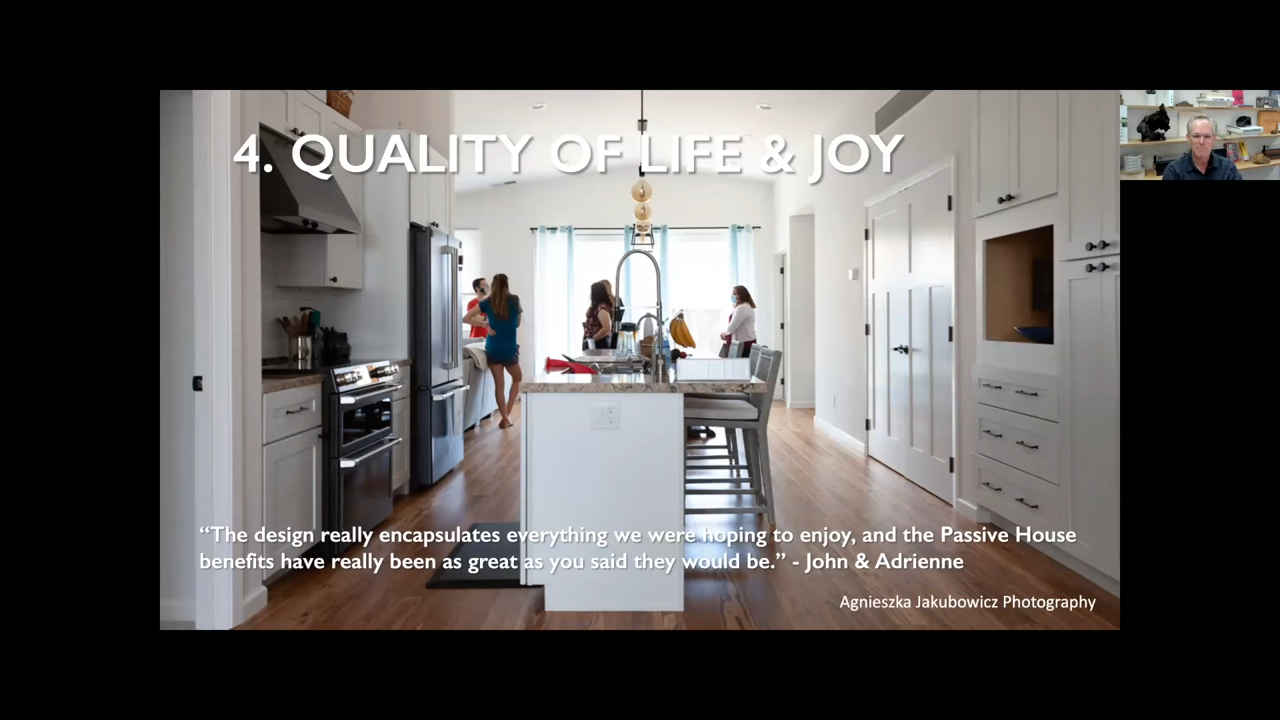 4. QUALITY OF LIFE & JOY
“The design really encapsulates everything we were hoping to enjoy, and the Passive House
benefits have really been as great as you said they would be.” - John & Adrienne
Agnieszka Jakubowicz Photography